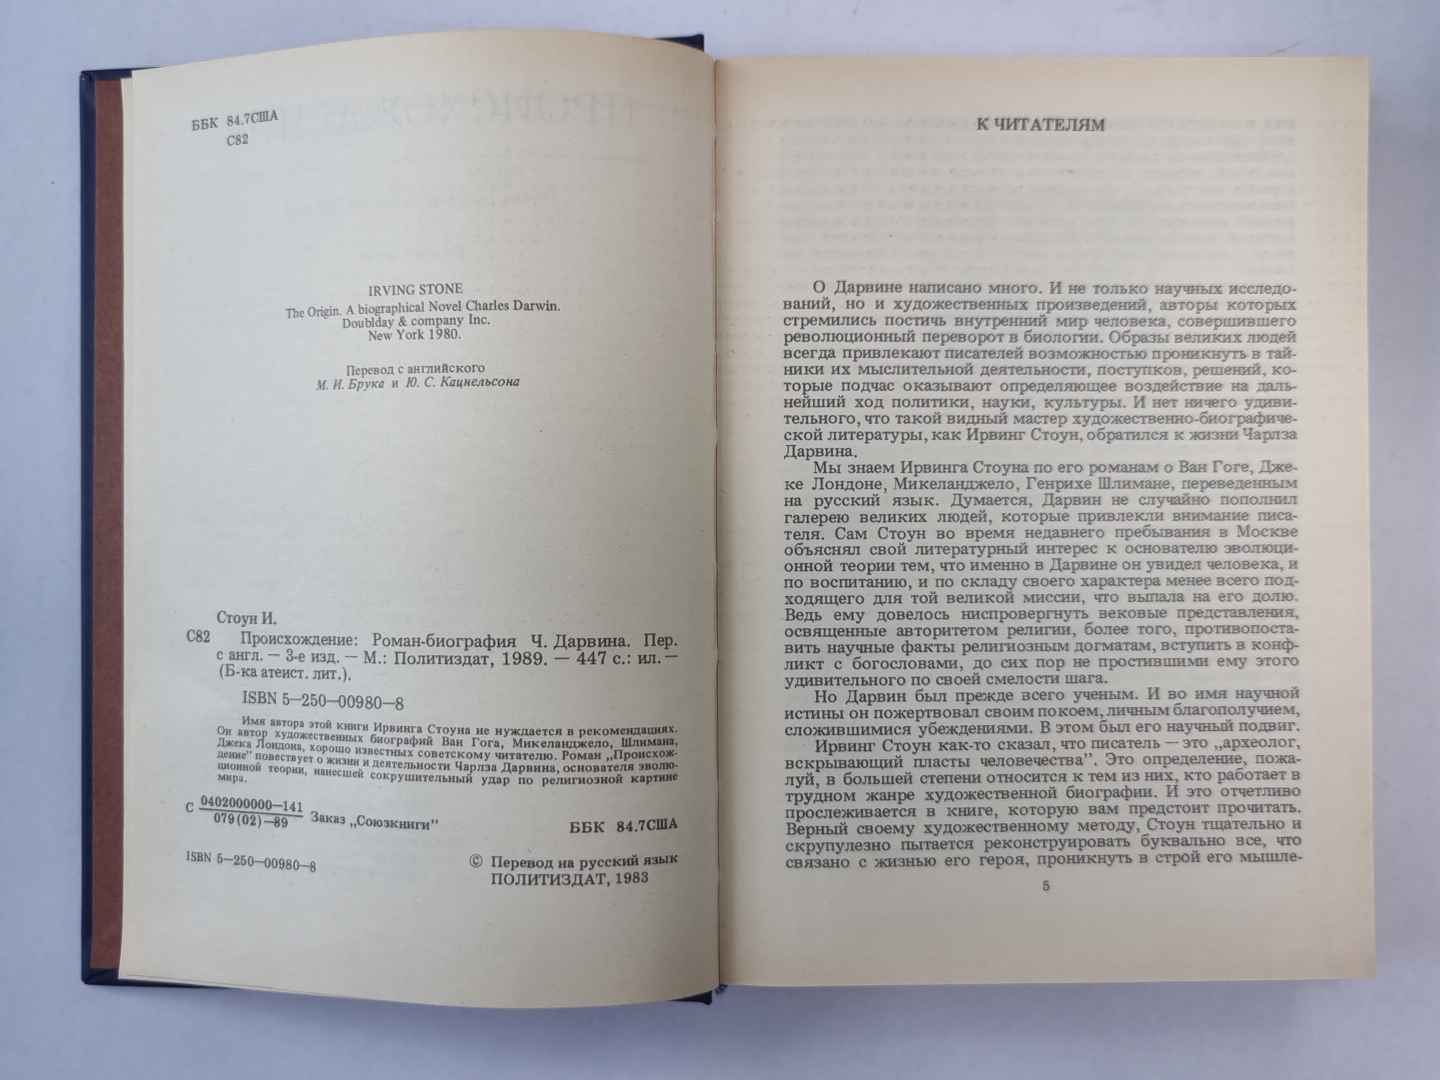 ББК 84.7США
С82
IRVING STONE
The Origin. A biographical Novel Charles Darwin.
Doublday & company Inc.
New York 1980.
Перевод с английского
М. И. Брука и Ю. С. Кацнельсона
Стоун И.
С82 Происхождение: Роман-биография Ч. Дарвина. Пер.
с англ. — 3-е изд. — М.: Политиздат, 1989. — 447 с.: ил. —
(Б-ка атеист. лит.).
ISBN 5—250—00980—8
Имя автора этой книги Ирвинга Стоуна не нуждается в рекомендациях.
Он автор художественных биографий Ван Гога, Микеланджело, Шлимана,
Джека Лондона, хорошо известных советскому читателю. Роман „Происхож-
дение" повествует о жизни и деятельности Чарлза Дарвина, основателя эволю-
ционной теории, нанесшей сокрушительный удар по религиозной картине
мира.
С 0402000000—141
079(02)—89 Заказ „Союзкниги"
ББК 84.7США
ISBN 5—250—00980—8
© Перевод на русский язык
ПОЛИТИЗДАТ, 1983
К ЧИТАТЕЛЯМ
О Дарвине написано много. И не только научных исследо-
ваний, но и художественных произведений, авторы которых
стремились постичь внутренний мир человека, совершившего
революционный переворот в биологии. Образы великих людей
всегда привлекают писателей возможностью проникнуть в тай-
ники их мыслительной деятельности, поступков, решений, ко-
торые подчас оказывают определяющее воздействие на даль-
нейший ход политики, науки, культуры. И нет ничего удиви-
тельного, что такой видный мастер художественно-биографиче-
ской литературы, как Ирвинг Стоун, обратился к жизни Чарлза
Дарвина.
Мы знаем Ирвинга Стоуна по его романам о Ван Гоге, Дже-
ке Лондоне, Микеланджело, Генрихе Шлимане, переведенным
на русский язык. Думается, Дарвин не случайно пополнил
галерею великих людей, которые привлекли внимание писа-
теля. Сам Стоун во время недавнего пребывания в Москве
объяснял свой литературный интерес к основателю эволюци-
онной теории тем, что именно в Дарвине он увидел человека, и
по воспитанию, и по складу своего характера менее всего под-
ходящего для той великой миссии, что выпала на его долю.
Ведь ему довелось ниспровергнуть вековые представления,
освященные авторитетом религии, более того, противопоста-
вить научные факты религиозным догматам, вступить в конф-
ликт с богословами, до сих пор не простившими ему этого
удивительного по своей смелости шага.
Но Дарвин был прежде всего ученым. И во имя научной
истины он пожертвовал своим покоем, личным благополучием,
сложившимися убеждениями. В этом был его научный подвиг.
Ирвинг Стоун как-то сказал, что писатель — это „археолог,
вскрывающий пласты человечества". Это определение, пожа-
луй, в большей степени относится к тем из них, кто работает в
трудном жанре художественной биографии. И это отчетливо
прослеживается в книге, которую вам предстоит прочитать.
Верный своему художественному методу, Стоун тщательно и
скрупулезно пытается реконструировать буквально все, что
связано с жизнью его героя, проникнуть в строй его мышле-
5